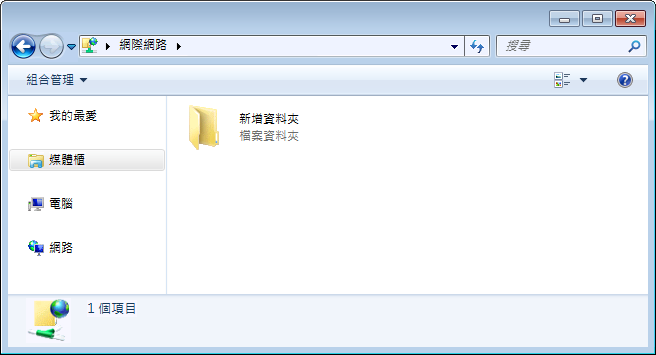 網際網路
搜尋
組合管理
我的最愛
媒體櫃
電腦
網路
新增資料夾
檔案資料夾
1 個項目